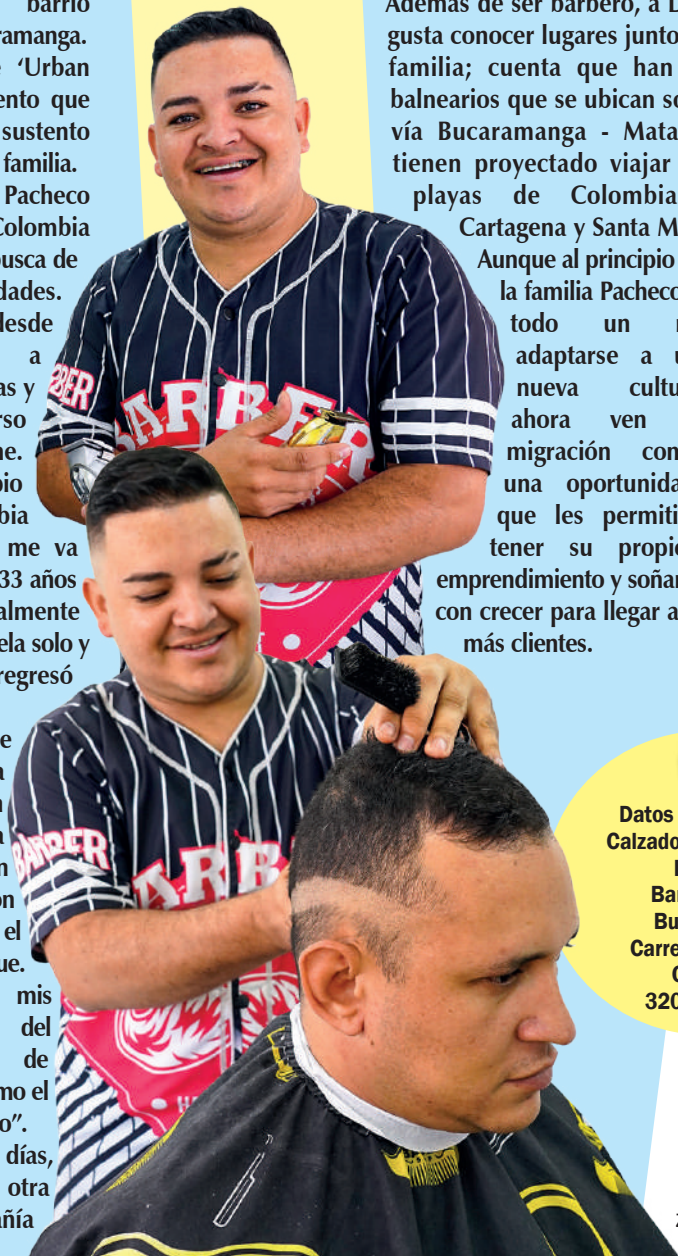 barrio
ramanga.
‘Urban
ento que
sustento
familia.
Pacheco
Colombia
busca de
dades.
desde
a
as y
rso
ne.
pio
bia
me va
33 años
almente
ela solo y
regresó
e
a
a
a
n
on
el
ue.
mis
del
de
mo el
o”.
días,
otra
añía
Además de ser barbero, a
gusta conocer lugares junto
familia; cuenta que han
balnearios que se ubican so
vía Bucaramanga - Mata
tienen proyectado viajar
playas de Colombia
Cartagena y Santa M
Aunque al principio
la familia Pacheco
todo un
adaptarse a u
nueva cultu
ahora ven
migración com
una oportunida
que les permiti
tener su propi
emprendimiento y soñar
con crecer para llegar a
más clientes.
BARBER
BARBER
BARB
Datos
Calzado
Ba
Bu
Carre
C
320